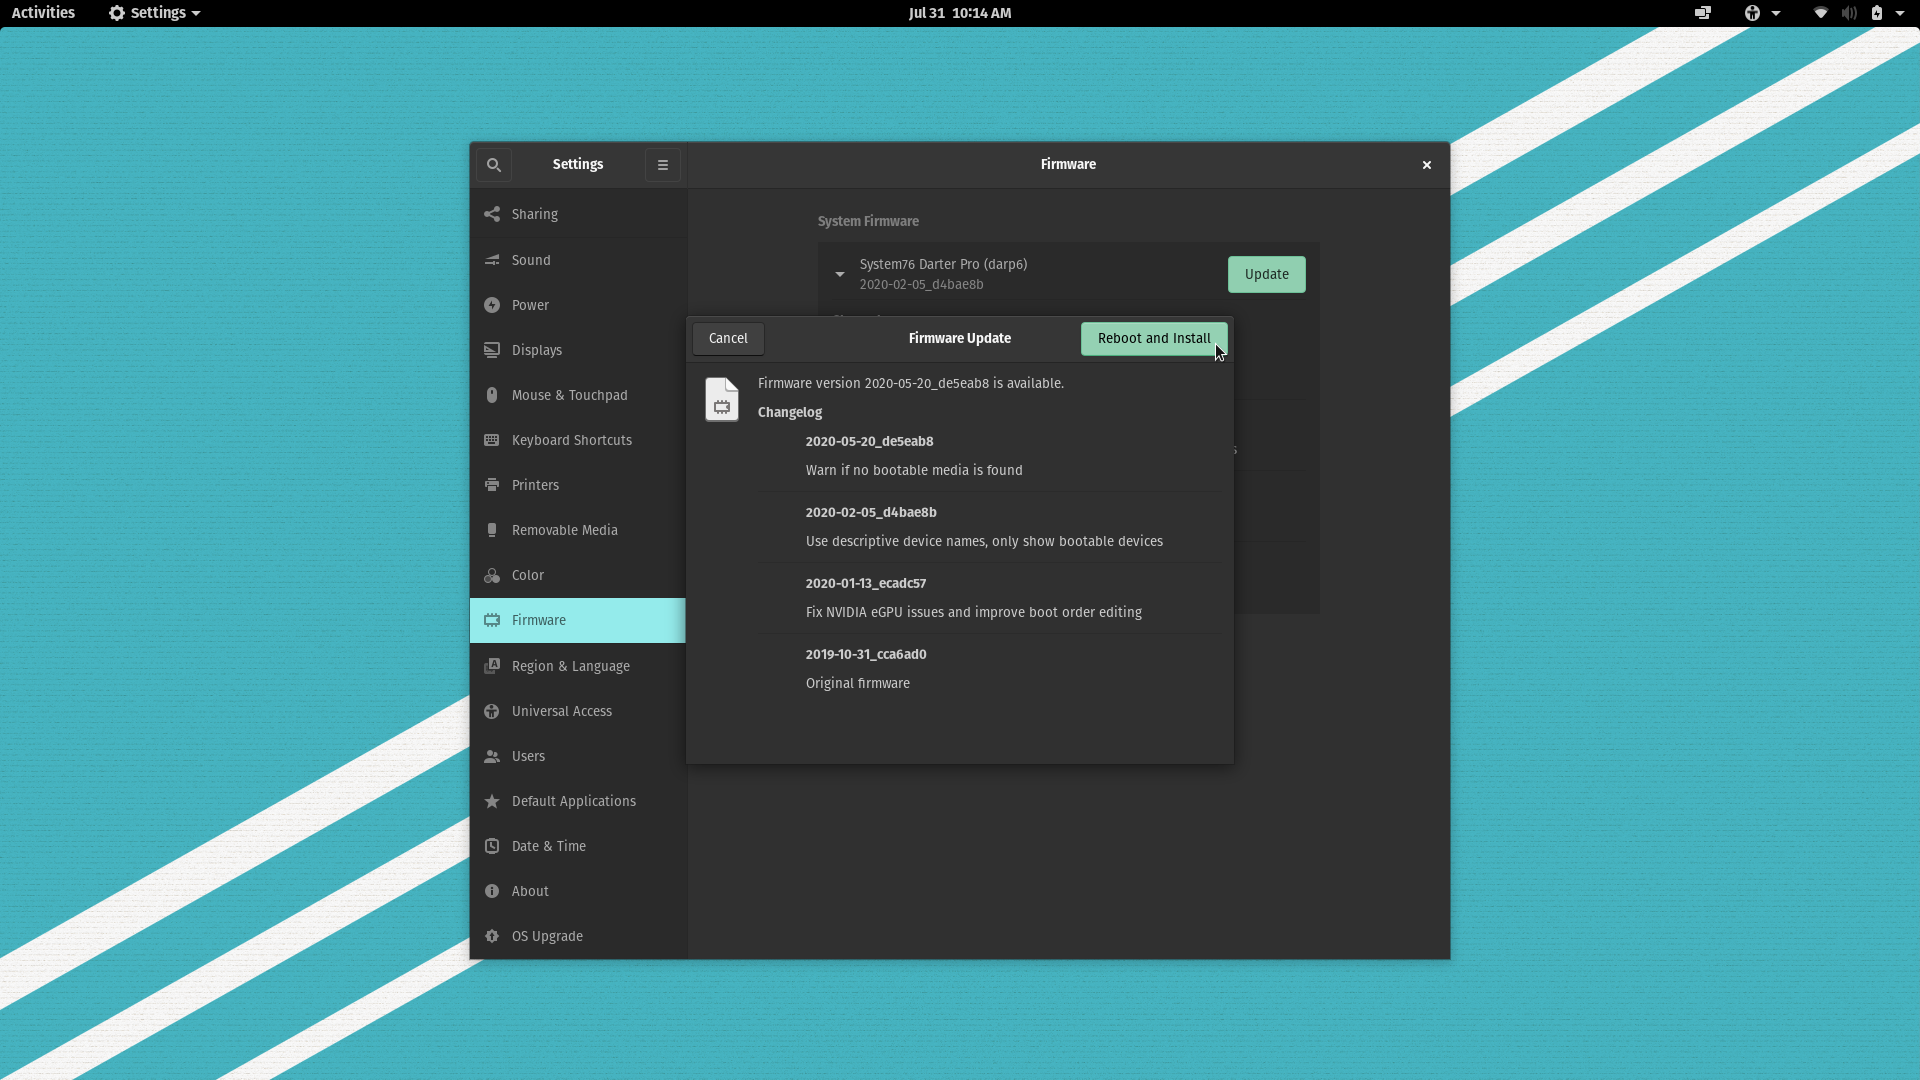 Activities
Settings
Jul 31 10:14 AM
Settings
Firmware
Sharing
Sound
Power
Displays
Mouse & Touchpad
Keyboard Shortcuts
Printers
Removable Media
Color
Firmware
Region & Language
Universal Access
Users
Default Applications
Date & Time
About
OS Upgrade
System Firmware
System76 Darter Pro (darp6)
2020-02-05_d4bae8b
Update
Cancel
Firmware Update
Reboot and Install
Firmware version 2020-05-20_de5eab8 is available.
Changelog
2020-05-20_de5eab8
Warn if no bootable media is found
2020-02-05_d4bae8b
Use descriptive device names, only show bootable devices
2020-01-13_ecadc57
Fix NVIDIA eGPU issues and improve boot order editing
2019-10-31_cca6ad0
Original firmware